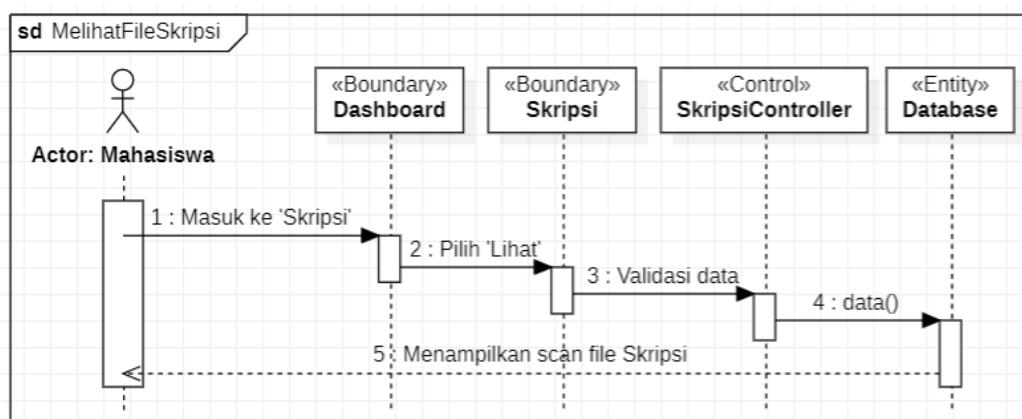 sd MelihatFileSkripsi
«Boundary»
Dashboard
«Boundary»
Skripsi
«Control»
SkripsiController
«Entity»
Database
Actor: Mahasiswa
1 : Masuk ke 'Skripsi'
2 : Pilih 'Lihat'
3 : Validasi data
4 : data()
5 : Menampilkan scan file Skripsi